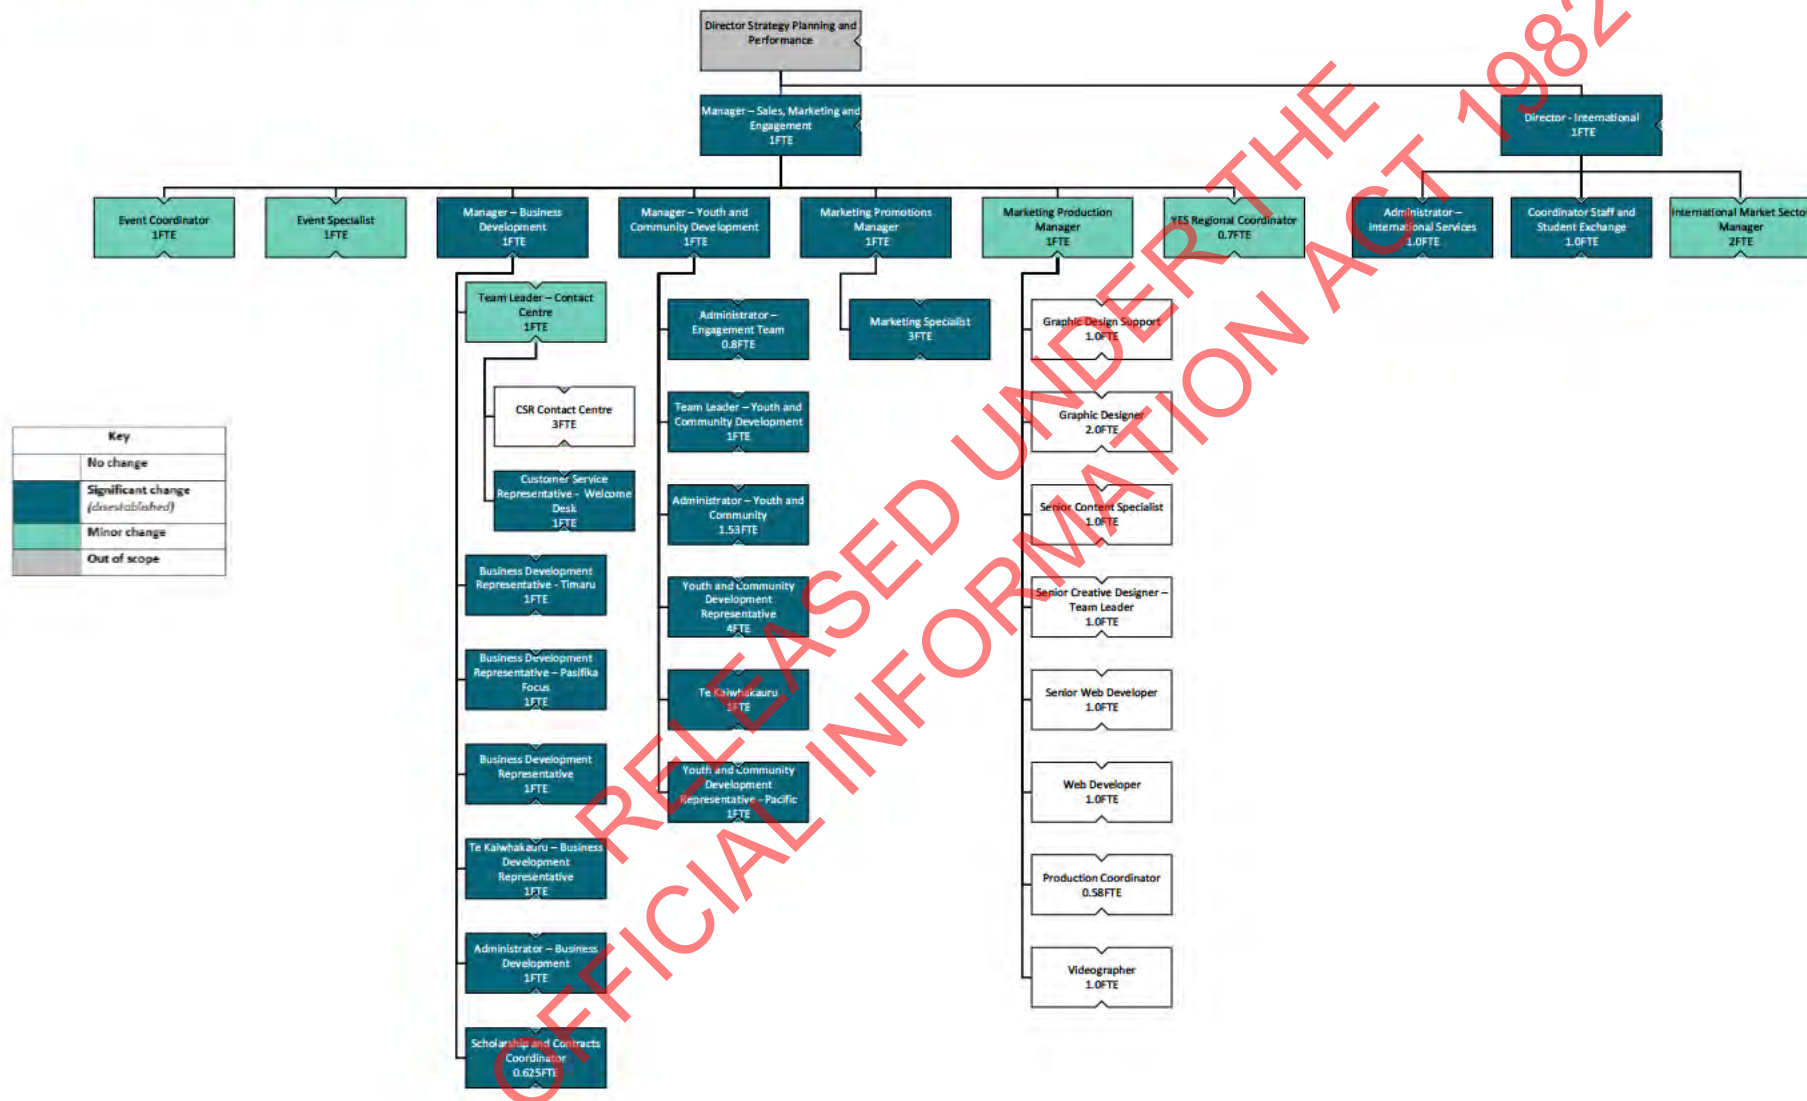 Director Strategy Planning and
Performance
Manager – Sales, Marketing and
Engagement
1FTE
Director - International
1FTE
Event Coordinator
1FTE
Event Specialist
1FTE
Manager – Business
Development
1FTE
Manager – Youth and
Community Development
1FTE
Marketing Promotions
Manager
1FTE
Marketing Production
Manager
1FTE
YES Regional Coordinator
0.7FTE
Administrator –
International Services
1.0FTE
Coordinator Staff and
Student Exchange
1.0FTE
International Market Secto
Manager
2FTE
Team Leader – Contact
Centre
1FTE
CSR Contact Centre
3FTE
Customer Service
Representative - Welcome
Desk
1FTE
Business Development
Representative - Timaru
1FTE
Business Development
Representative – Pasifika
Focus
1FTE
Business Development
Representative
1FTE
Te Kaiwhakauru – Business
Development
Representative
1FTE
Administrator – Business
Development
1FTE
Scholarship and Contracts
Coordinator
0.625FTE
Administrator –
Engagement Team
0.8FTE
Team Leader – Youth and
Community Development
1FTE
Administrator – Youth and
Community
1.53FTE
Youth and Community
Development
Representative
4FTE
Te Kaiwhakauru
1FTE
Youth and Community
Development
Representative - Pacific
1FTE
Marketing Specialist
3FTE
Graphic Design Support
1.0FTE
Graphic Designer
2.0FTE
Senior Content Specialist
1.0FTE
Senior Creative Designer –
Team Leader
1.0FTE
Senior Web Developer
1.0FTE
Web Developer
1.0FTE
Production Coordinator
0.58FTE
Videographer
1.0FTE
Key
No change
Significant change
(disestablished)
Minor change
Out of scope
RELEASED UNDER THE
OFFICIAL INFORMATION ACT 1982